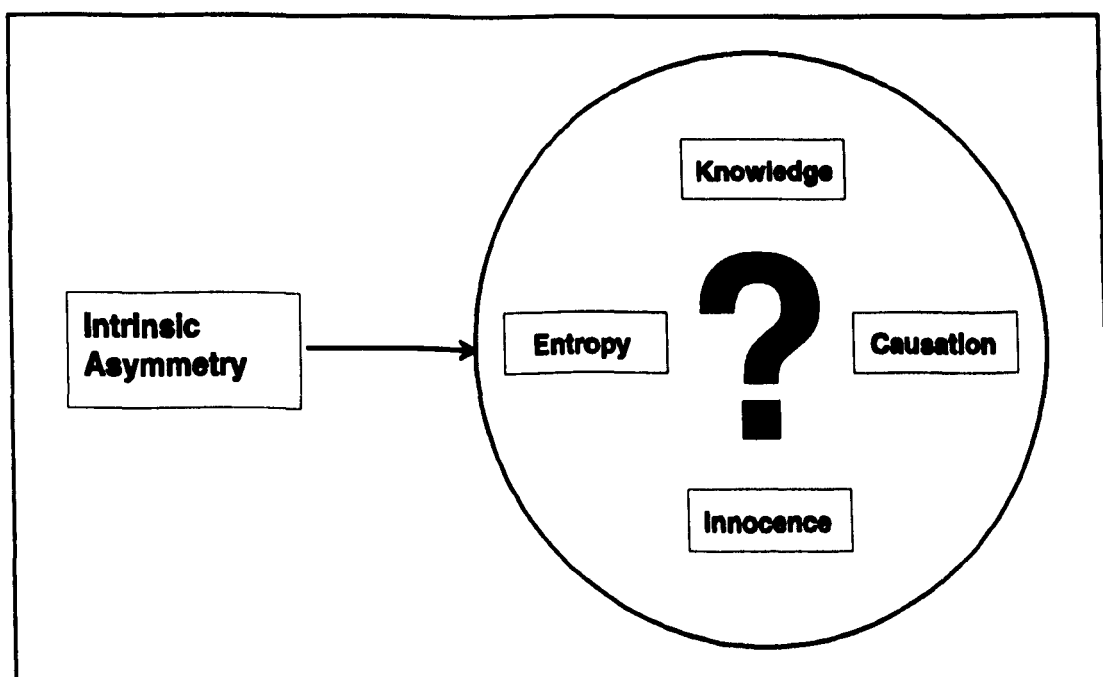 Knowledge
Intrinsic
Asymmetry
Entropy
?
Causation
Innocence